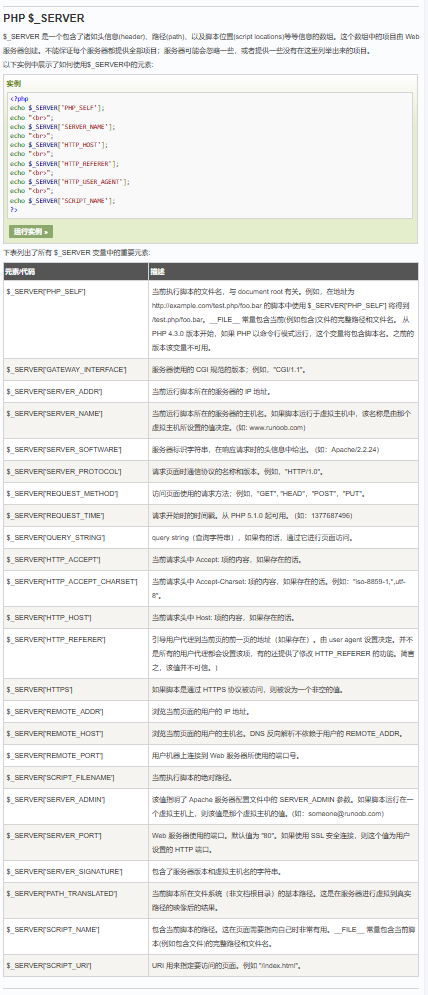 PHP $_SERVER
$_SERVER 是一个包含了诸如头信息(header)、路径(path)、以及脚本位置(script locations)等等信息的数组。这个数组中的项目由 Web
服务器创建。不能保证每个服务器都提供全部项目；服务器可能会忽略一些，或者提供一些没有在这里列举出来的项目。
以下实例中展示了如何使用$_SERVER中的元素:
实例
<?php
echo $_SERVER['PHP_SELF'];
echo "<br>";
echo $_SERVER['SERVER_NAME'];
echo "<br>";
echo $_SERVER['HTTP_HOST'];
echo "<br>";
echo $_SERVER['HTTP_REFERER'];
echo "<br>";
echo $_SERVER['HTTP_USER_AGENT'];
echo "<br>";
echo $_SERVER['SCRIPT_NAME'];
?>
运行实例 »
下表列出了所有 $_SERVER 变量中的重要元素:
元素/代码 描述
$_SERVER['PHP_SELF'] 当前执行脚本的文件名，与 document root 有关。例如，在地址为
http://example.com/test.php/foo.bar 的脚本中使用 $_SERVER['PHP_SELF'] 将得到
/test.php/foo.bar。__FILE__ 常量包含当前(例如包含)文件的完整路径和文件名。 从
PHP 4.3.0 版本开始，如果 PHP 以命令行模式运行，这个变量将包含脚本名。之前的
版本该变量不可用。
$_SERVER['GATEWAY_INTERFACE'] 服务器使用的 CGI 规范的版本；例如，"CGI/1.1"。
$_SERVER['SERVER_ADDR'] 当前运行脚本所在的服务器的 IP 地址。
$_SERVER['SERVER_NAME'] 当前运行脚本所在的服务器的主机名。如果脚本运行于虚拟主机中，该名称是由那个
虚拟主机所设置的值决定。(如: www.runoob.com)
$_SERVER['SERVER_SOFTWARE'] 服务器标识字符串，在响应请求时的头信息中给出。 (如：Apache/2.2.24)
$_SERVER['SERVER_PROTOCOL'] 请求页面时通信协议的名称和版本。例如，"HTTP/1.0"。
$_SERVER['REQUEST_METHOD'] 访问页面使用的请求方法；例如，"GET", "HEAD"，"POST"，"PUT"。
$_SERVER['REQUEST_TIME'] 请求开始时的时间戳。从 PHP 5.1.0 起可用。 (如：1377687496)
$_SERVER['QUERY_STRING'] query string（查询字符串），如果有的话，通过它进行页面访问。
$_SERVER['HTTP_ACCEPT'] 当前请求头中 Accept: 项的内容，如果存在的话。
$_SERVER['HTTP_ACCEPT_CHARSET'] 当前请求头中 Accept-Charset: 项的内容，如果存在的话。例如："iso-8859-1,*,utf-
8"。
$_SERVER['HTTP_HOST'] 当前请求头中 Host: 项的内容，如果存在的话。
$_SERVER['HTTP_REFERER'] 引导用户代理到当前页的前一页的地址（如果存在）。由 user agent 设置决定。并不
是所有的用户代理都会设置该项，有的还提供了修改 HTTP_REFERER 的功能。简言
之，该值并不可信。)
$_SERVER['HTTPS'] 如果脚本是通过 HTTPS 协议被访问，则被设为一个非空的值。
$_SERVER['REMOTE_ADDR'] 浏览当前页面的用户的 IP 地址。
$_SERVER['REMOTE_HOST'] 浏览当前页面的用户的主机名。DNS 反向解析不依赖于用户的 REMOTE_ADDR。
$_SERVER['REMOTE_PORT'] 用户机器上连接到 Web 服务器所使用的端口号。
$_SERVER['SCRIPT_FILENAME'] 当前执行脚本的绝对路径。
$_SERVER['SERVER_ADMIN'] 该值指明了 Apache 服务器配置文件中的 SERVER_ADMIN 参数。如果脚本运行在一
个虚拟主机上，则该值是那个虚拟主机的值。(如：someone@runoob.com)
$_SERVER['SERVER_PORT'] Web 服务器使用的端口。默认值为 "80"。如果使用 SSL 安全连接，则这个值为用户
设置的 HTTP 端口。
$_SERVER['SERVER_SIGNATURE'] 包含了服务器版本和虚拟主机名的字符串。
$_SERVER['PATH_TRANSLATED'] 当前脚本所在文件系统（非文档根目录）的基本路径。这是在服务器进行虚拟到真实
路径的映像后的结果。
$_SERVER['SCRIPT_NAME'] 包含当前脚本的路径。这在页面需要指向自己时非常有用。__FILE__ 常量包含当前脚
本(例如包含文件)的完整路径和文件名。
$_SERVER['SCRIPT_URI'] URI 用来指定要访问的页面。例如 "/index.html"。